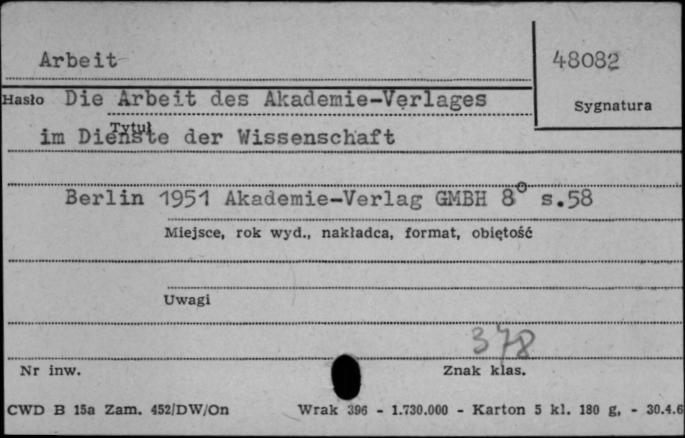 Arbeit
48082
Hasło Die Arbeit des Akademie-Verlages
Sygnatura
Tytuł
im Dienste der Wissenschaft
Berlin 1951 Akademie-Verlag GMBH 8° s.58
Miejsce, rok wyd., nakładca, format, obiętość
Uwagi
378
Nr inw.
Znak klas.
CWD B 15a Zam. 452/DW/On Wrak 396 - 1.730.000 - Karton 5 kl. 180 g, - 30.4.6